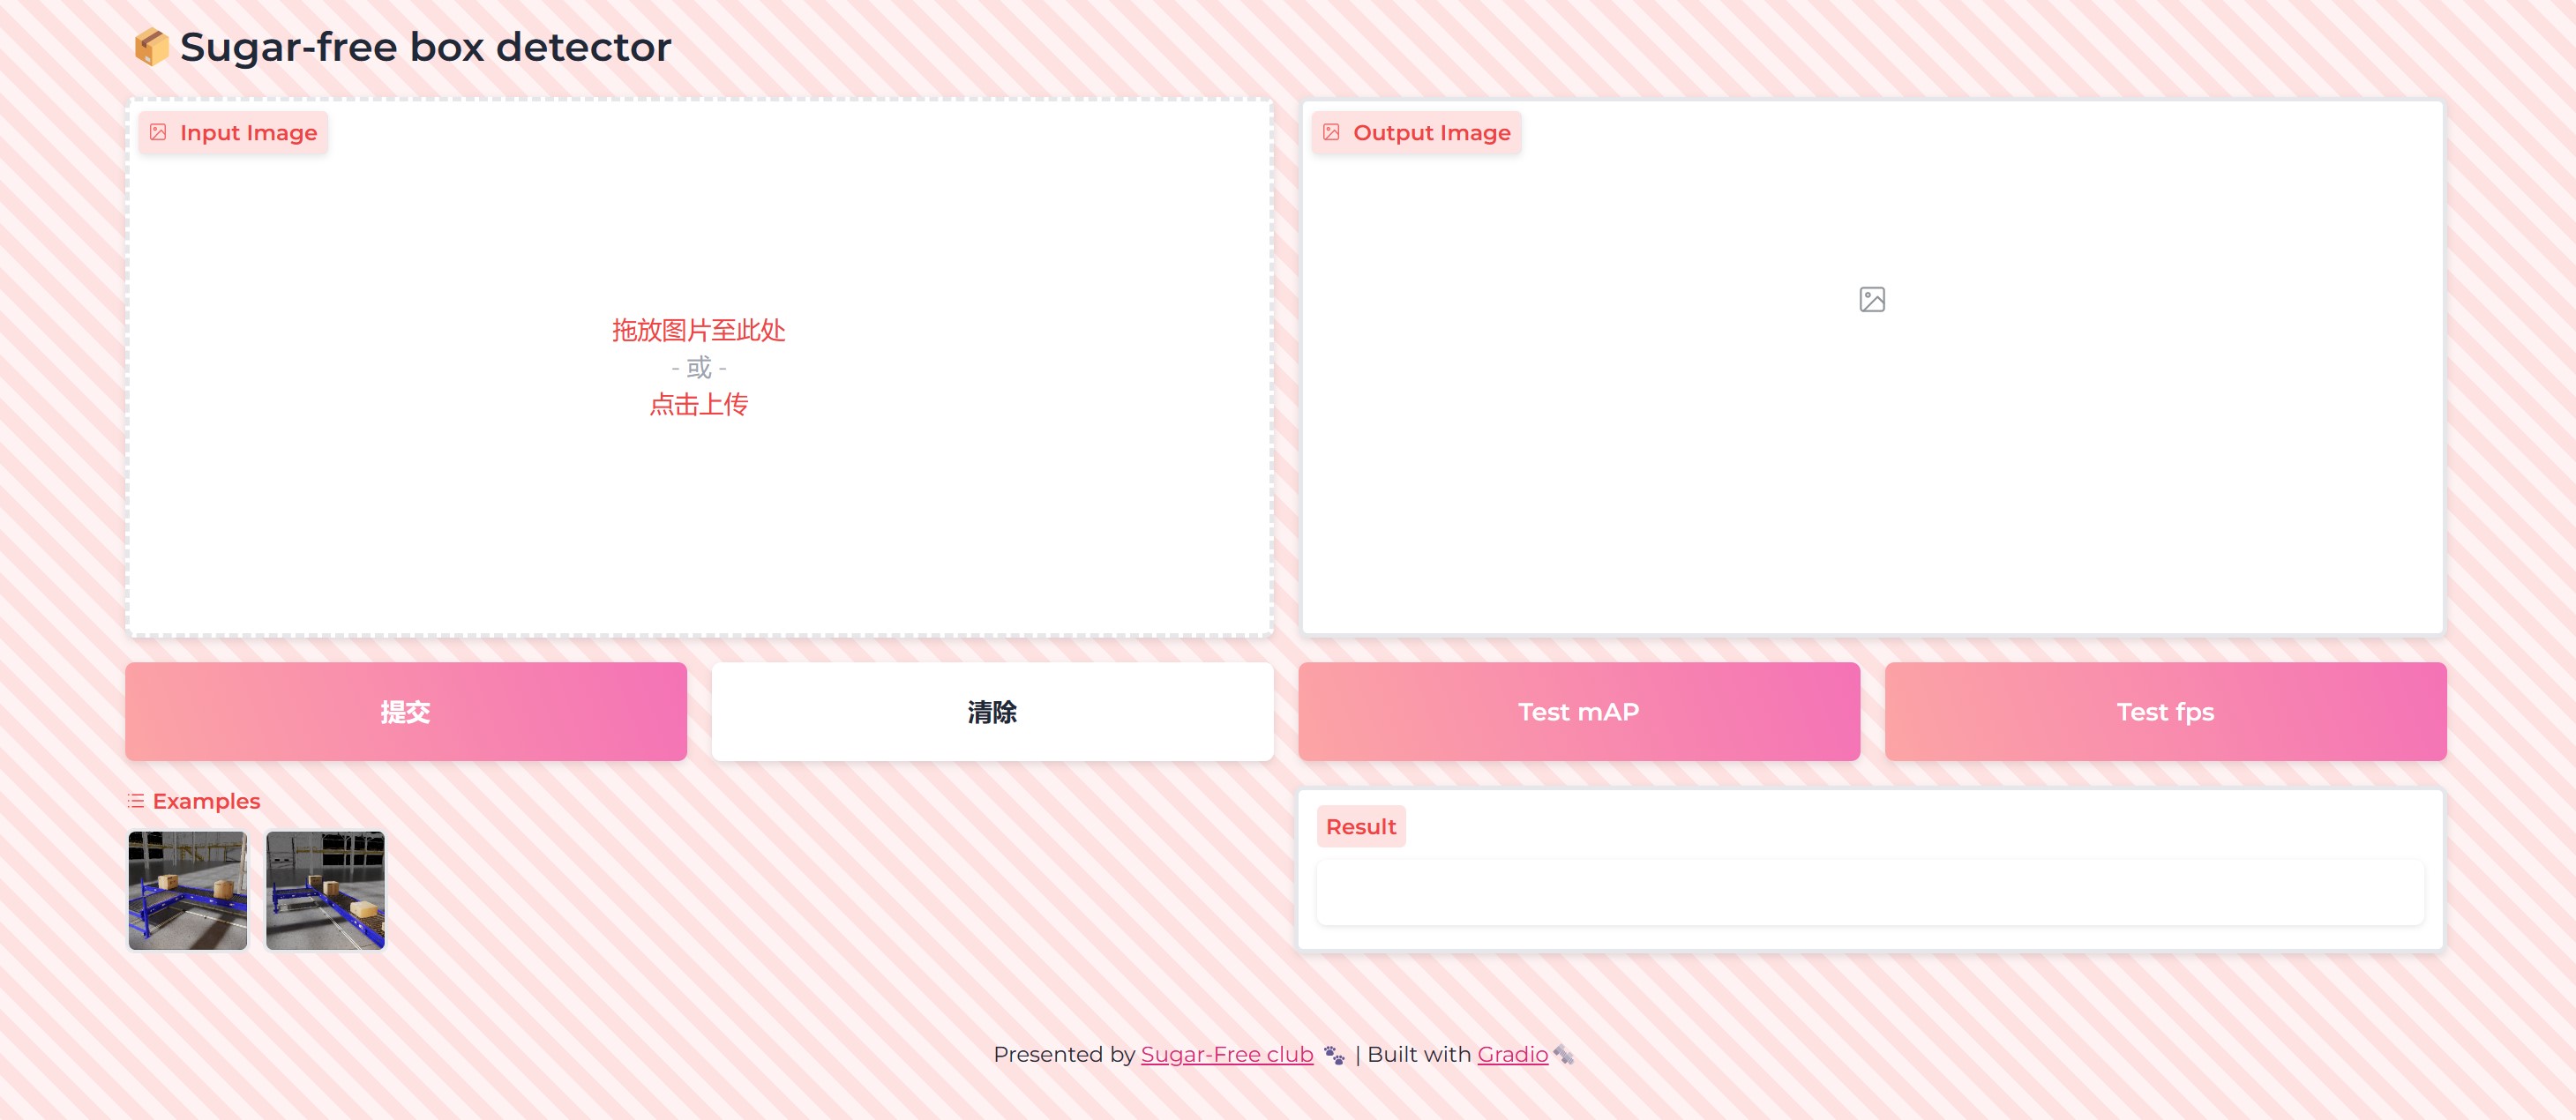 Sugar-free box detector
Input Image
拖放图片至此处
- 或 -
点击上传
Output Image
提交
清除
Test mAP
Test fps
Examples
Result
Presented by Sugar-Free club | Built with Gradio